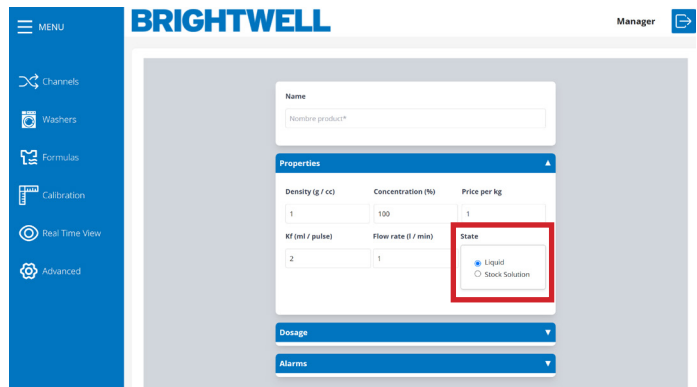 MENU
BRIGHTWELL
Manager
Channels
Washers
Formulas
Calibration
Real Time View
Advanced
Name
Nombre product*
Properties
Density (g / cc) Concentration (%) Price per kg
1 100 1
Kf (ml / pulse) Flow rate (l / min) State
2 1
Liquid
Stock Solution
Dosage
Alarms